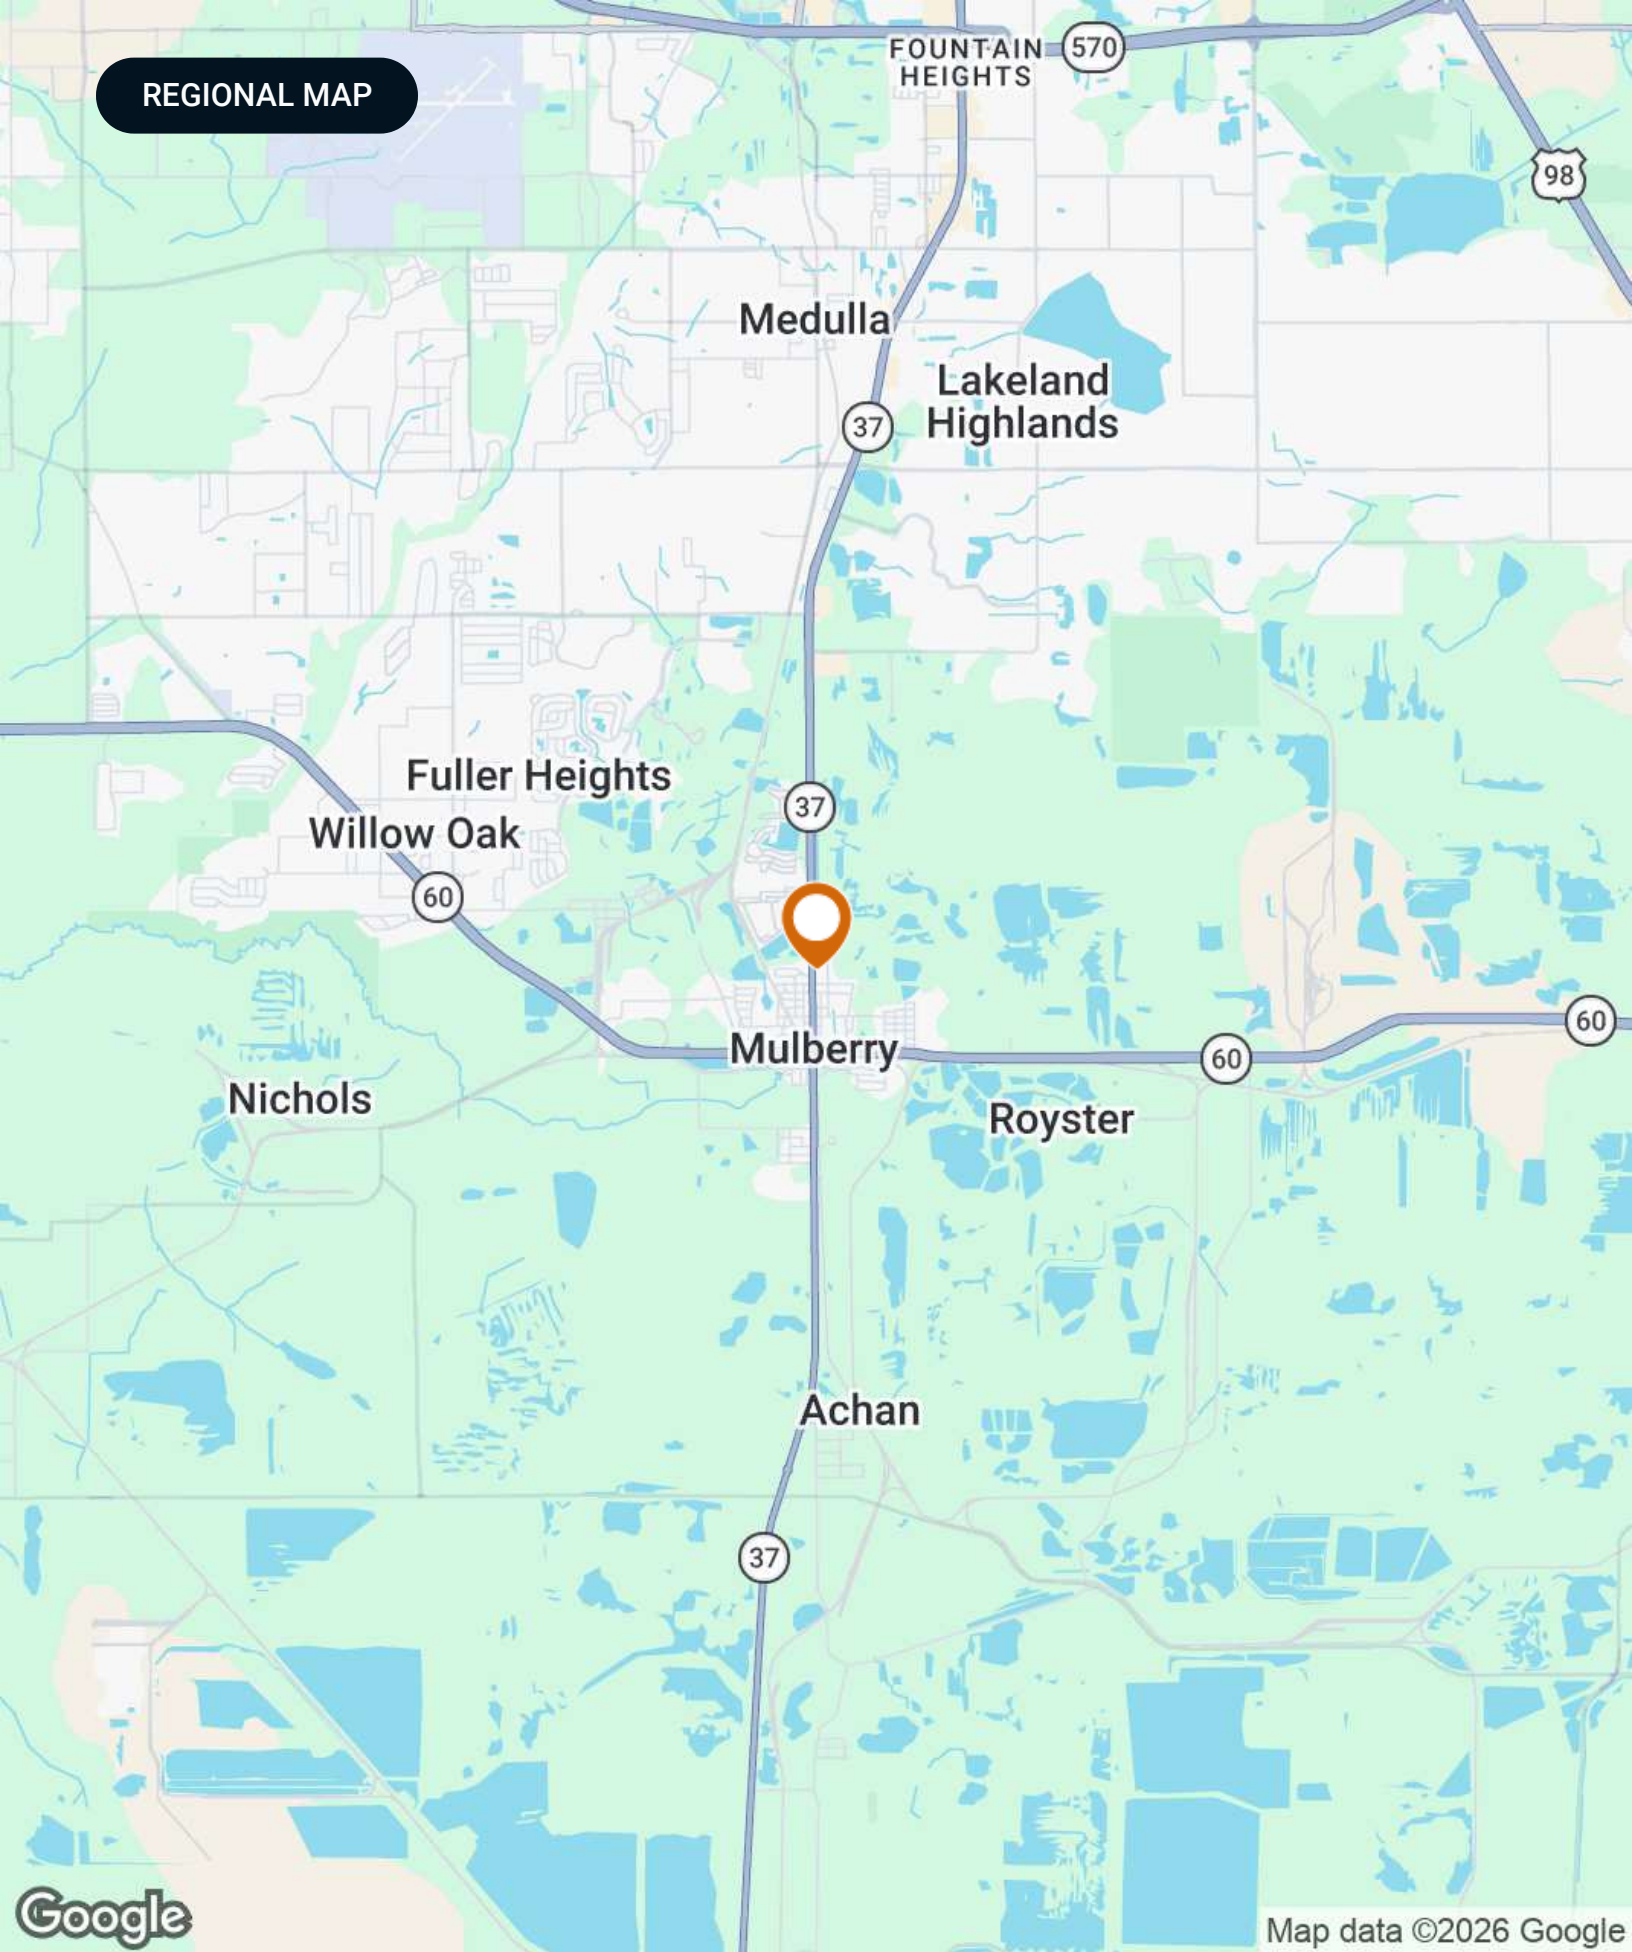 FOUNTAIN
HEIGHTS
570
REGIONAL MAP
98
Medulla
Lakeland
Highlands
37
Fuller Heights
37
Willow Oak
60
60
Mulberry
60
Nichols
Royster
Achan
37
Google
Map data ©2026 Google